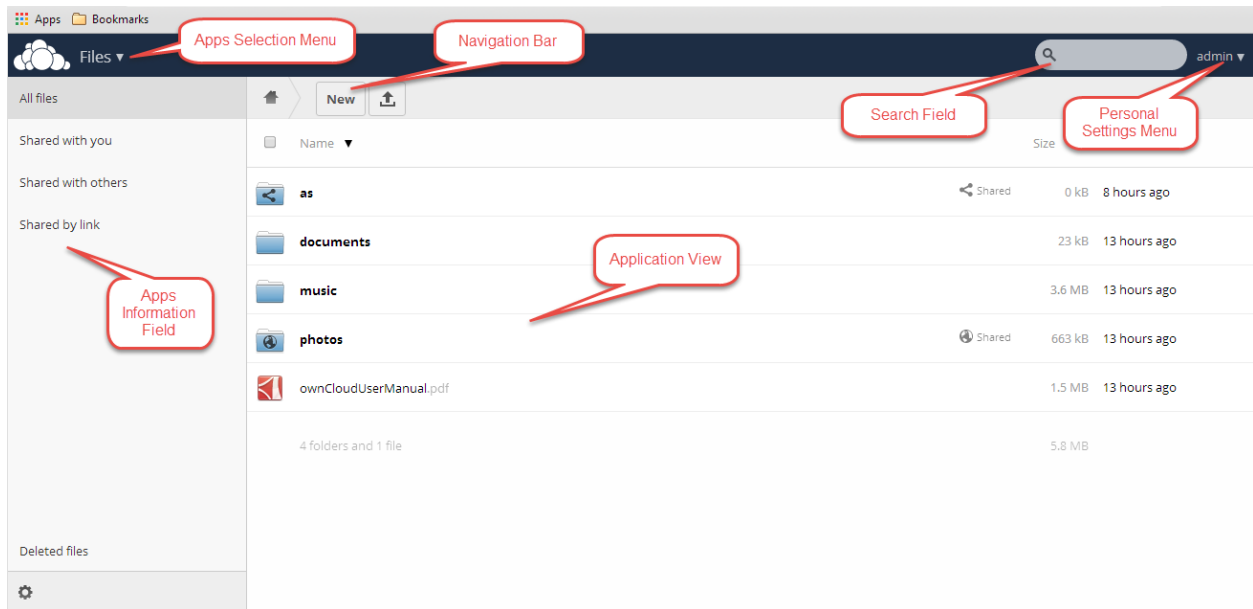 Apps Bookmarks
Files ▼
Apps Selection Menu
Navigation Bar
admin ▼
All files
New
Search Field
Personal
Settings Menu
Shared with you
Name ▼
Size
Shared with others
as
Shared
0 kB
8 hours ago
Shared by link
documents
23 kB
13 hours ago
Application View
Apps
Information
Field
music
3.6 MB
13 hours ago
photos
Shared
663 kB
13 hours ago
ownCloudUserManual.pdf
1.5 MB
13 hours ago
4 folders and 1 file
5.8 MB
Deleted files